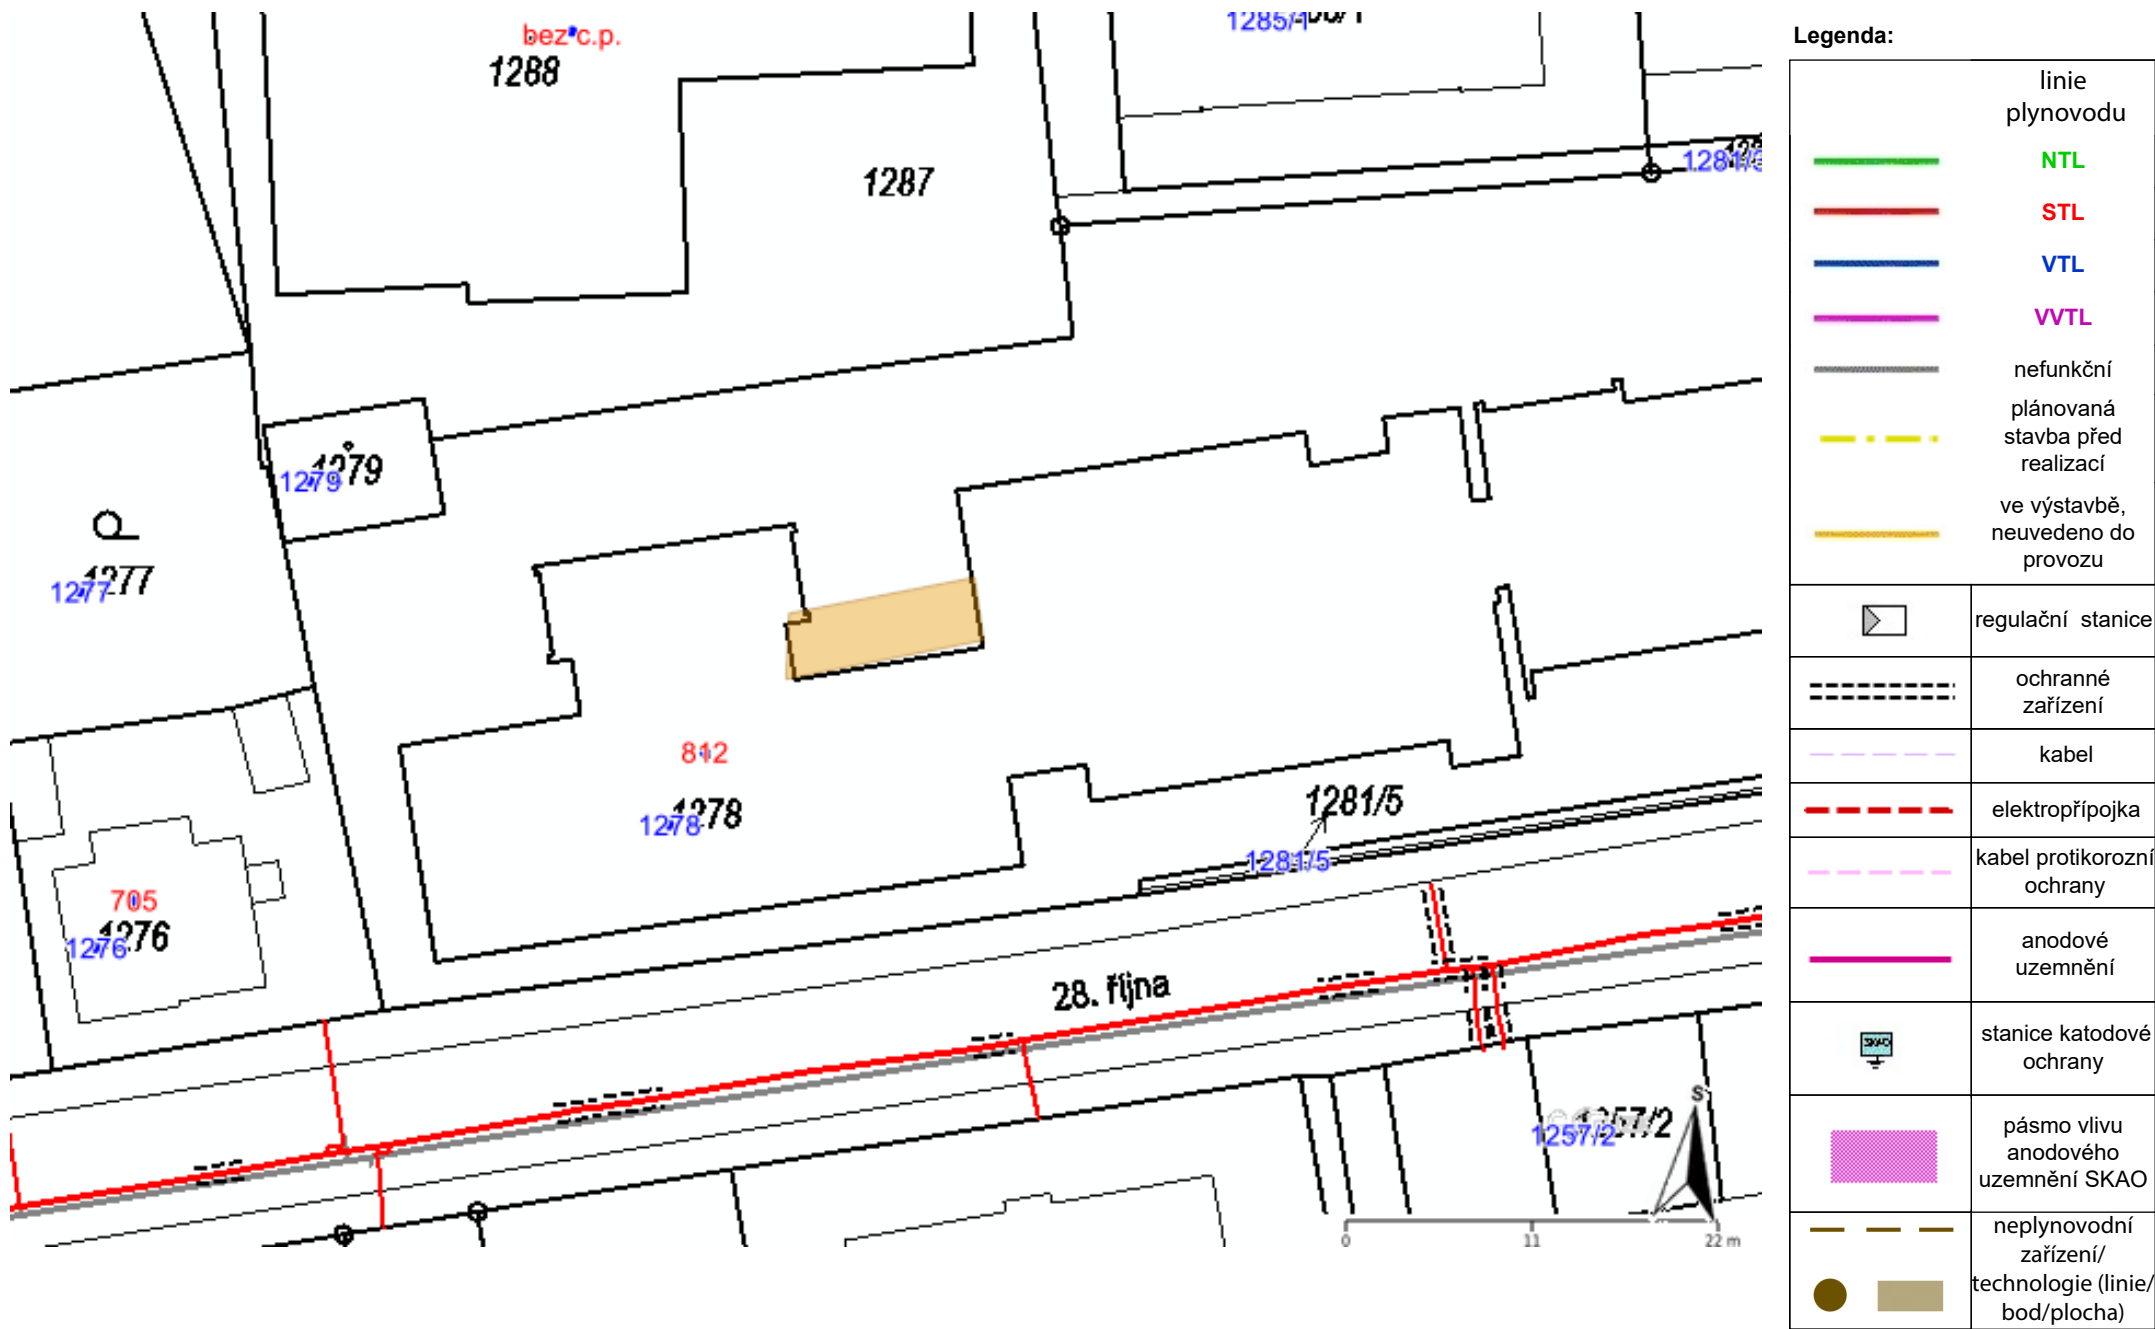 bez c.p.
1288
1285/1
1287
1281/3
1279
1279
1277
1277
812
1278
1278
1281/5
1281/5
705
1276
1276
28. října
1257/2
1257/2
S
0 11 22 m
Legenda:
linie
plynovodu
NTL
STL
VTL
VVTL
nefunkční
plánovaná
stavba před
realizací
ve výstavbě,
neuvedeno do
provozu
regulační stanice
ochranné
zařízení
kabel
elektropřípojka
kabel protikorozní
ochrany
anodové
uzemnění
SKAO
stanice katodové
ochrany
pásmo vlivu
anodového
uzemnění SKAO
neplynovodní
zařízení/
technologie (linie/
bod/plocha)